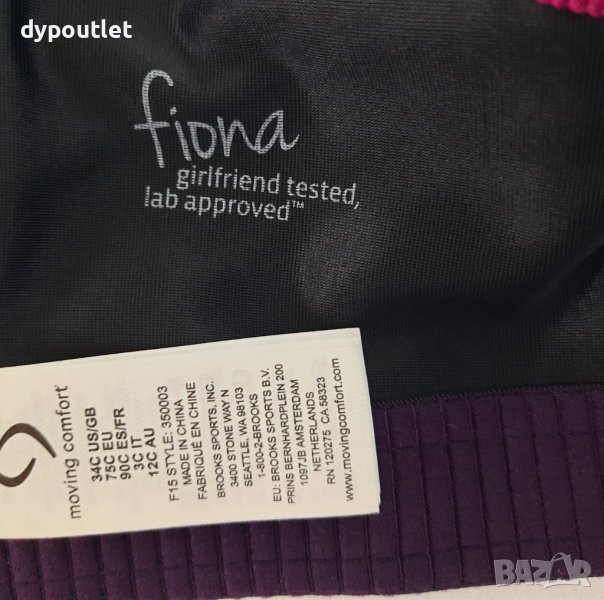 dypoutlet
fiona
girlfriend tested,
lab approved™
moving comfort
34C US/GB
75C EU
90C ES/FR
3C IT
12C AU
F15 STYLE: 350003
MADE IN CHINA
FABRIQUÉ EN CHINE
BROOKS SPORTS, INC.
3400 STONE WAY N
SEATTLE, WA 98103
1-800-2-BROOKS
EU: BROOKS SPORTS B.V.
PRINS BERNHARDPLEIN 200
1097JB AMSTERDAM
NETHERLANDS
RN 120275 CA 58323
www.movingcomfort.com
BAZAR